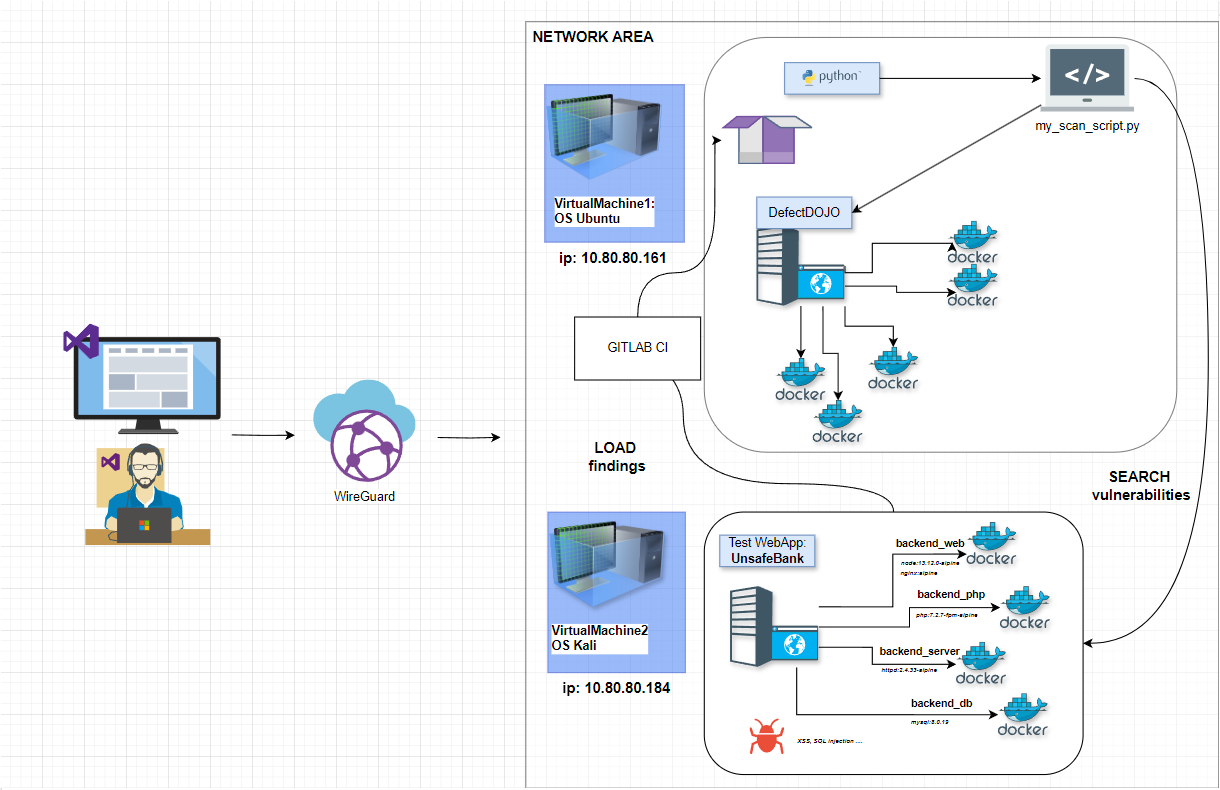 NETWORK AREA
python
</>
my_scan_script.py
VirtualMachine1:
OS Ubuntu
ip: 10.80.80.161
DefectDOJO
docker
docker
docker
docker
docker
GITLAB CI
LOAD
findings
WireGuard
SEARCH
vulnerabilities
VirtualMachine2
OS Kali
ip: 10.80.80.184
Test WebApp:
UnsafeBank
backend_web
node:13.12.0-alpine
nginx:alpine
docker
backend_php
php:7.2.7-fpm-alpine
docker
backend_server
httpd:2.4.33-alpine
docker
backend_db
mysql:8.0.19
docker
XSS, SQL injection ...